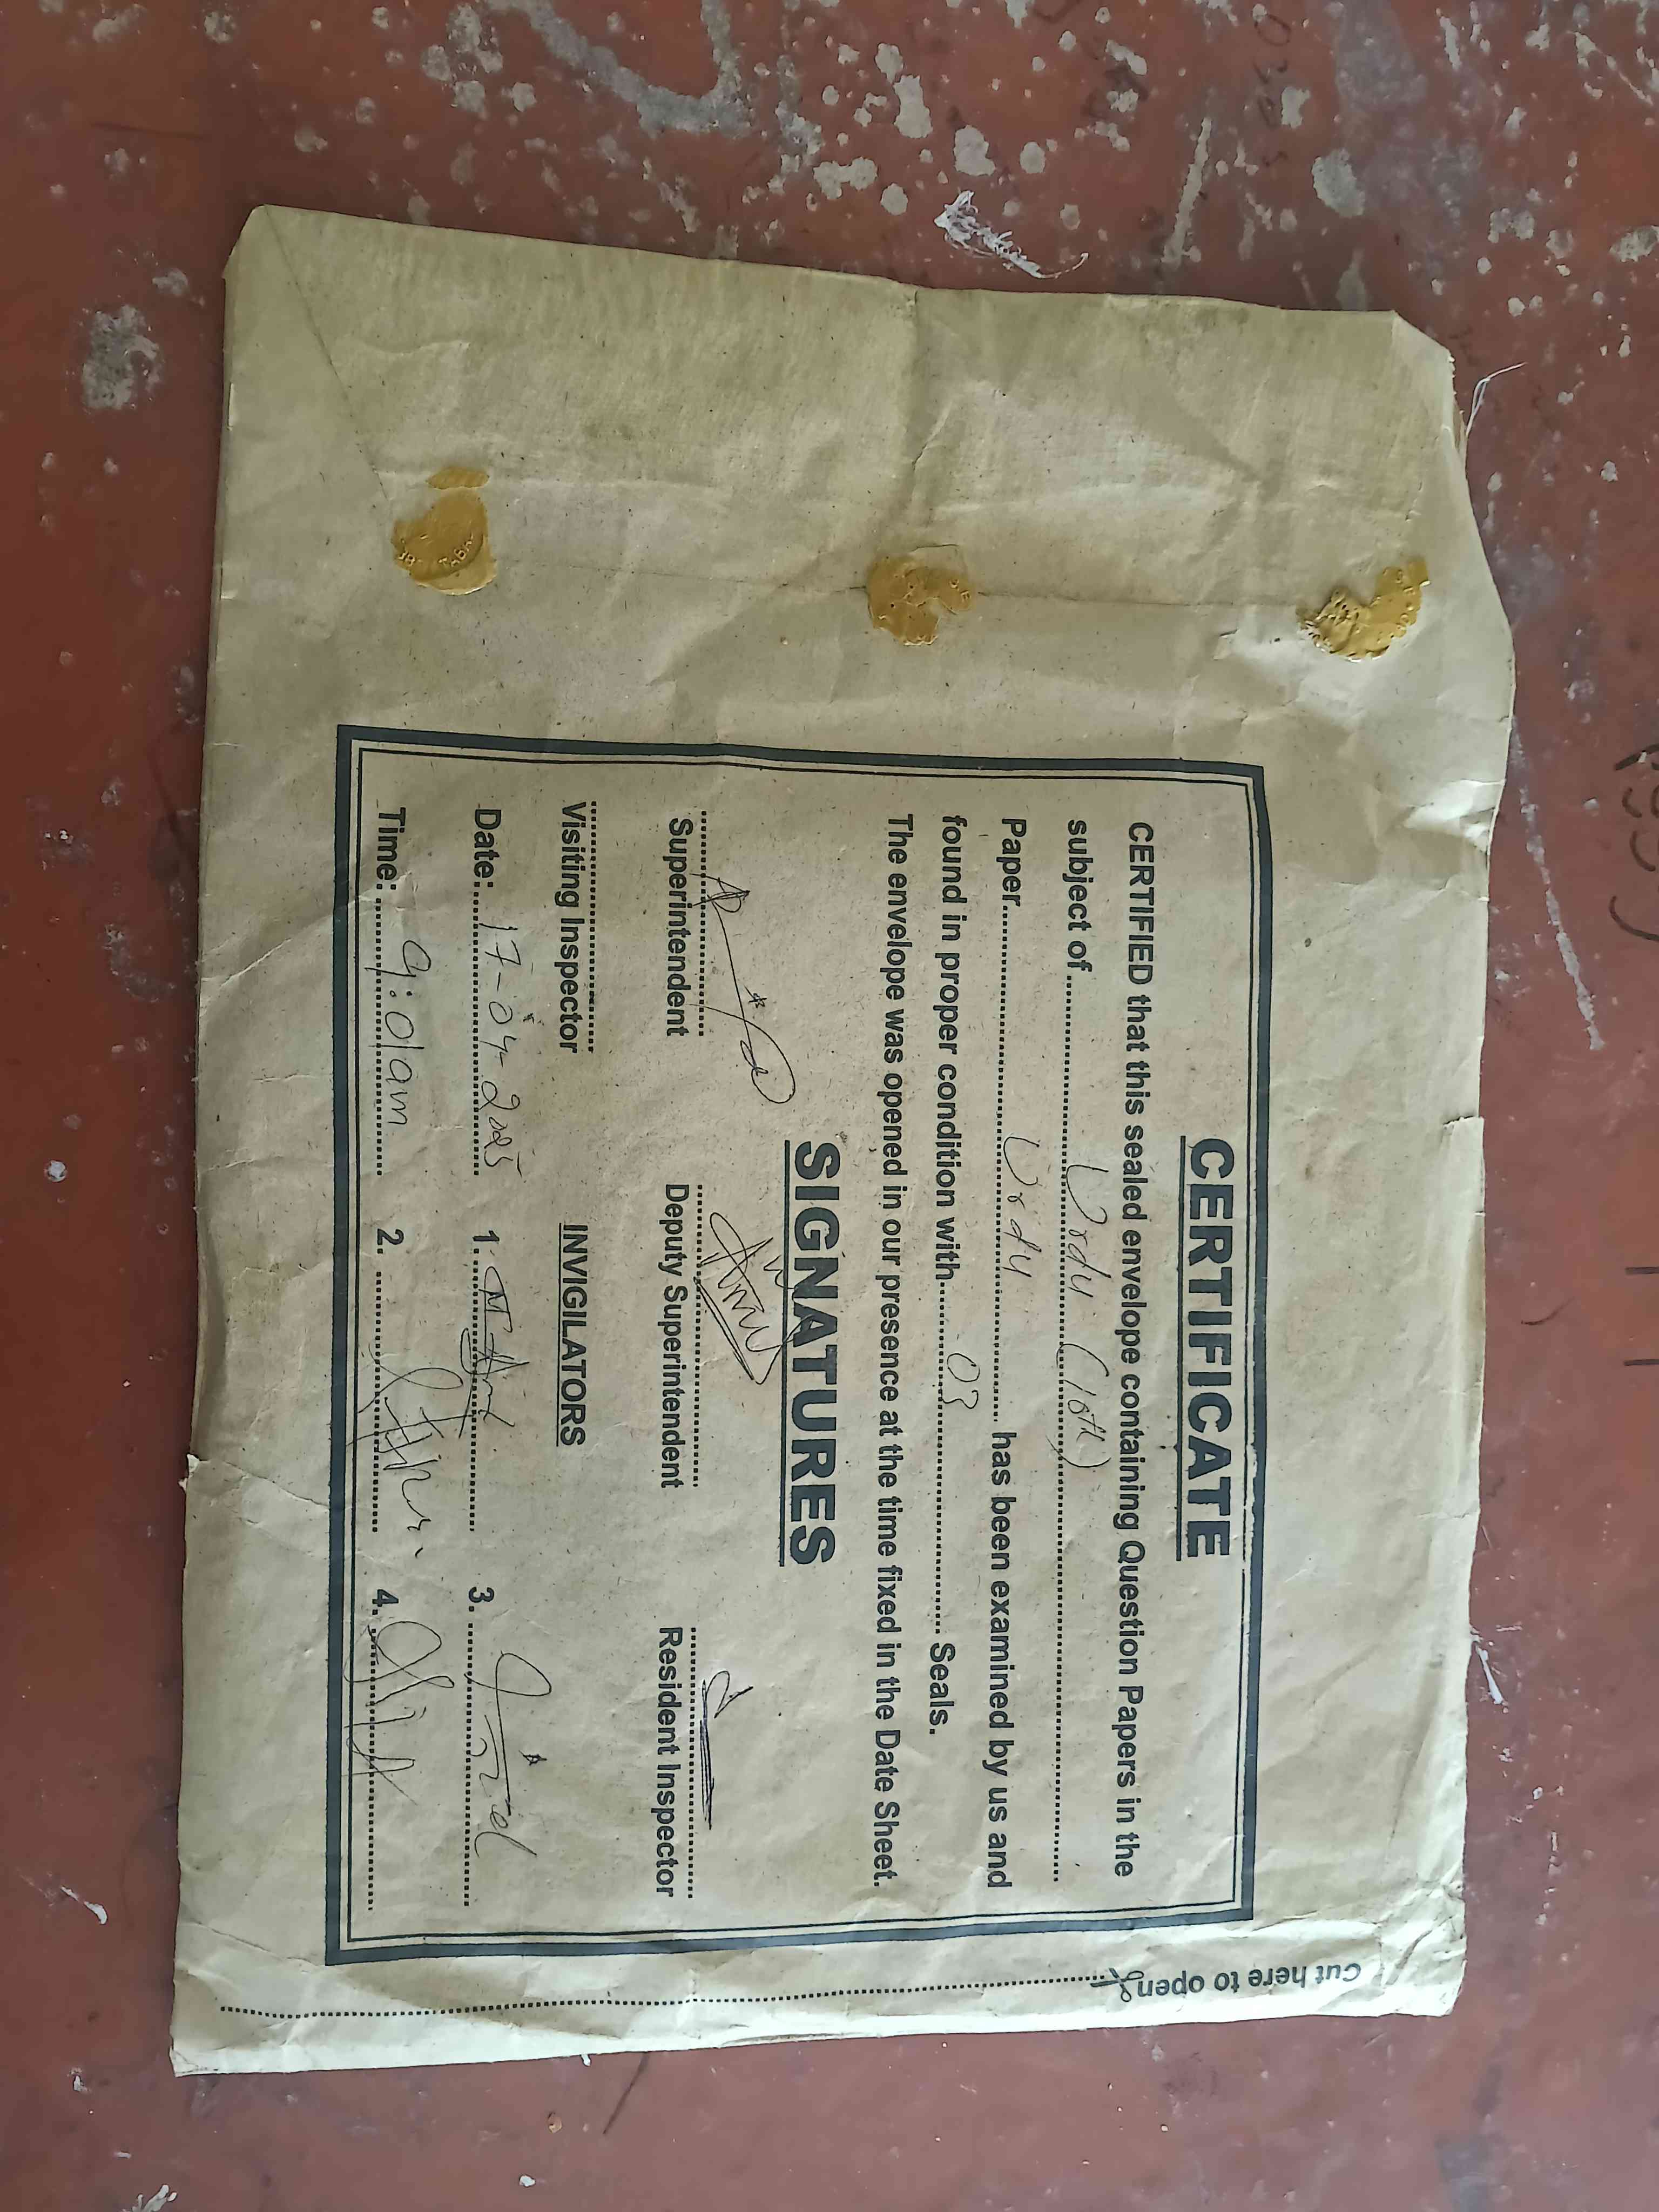 CERTIFICATE
CERTIFIED that this sealed envelope containing Question Papers in the
subject of Urdu (10th)
Paper Urdu has been examined by us and
found in proper condition with 03 Seals.
The envelope was opened in our presence at the time fixed in the Date Sheet.
SIGNATURES
Superintendent Deputy Superintendent Resident Inspector
Visiting Inspector INVIGILATORS
Date: 17-04-2025 1. 3.
Time: 9:01am 2. 4.
Cut here to open